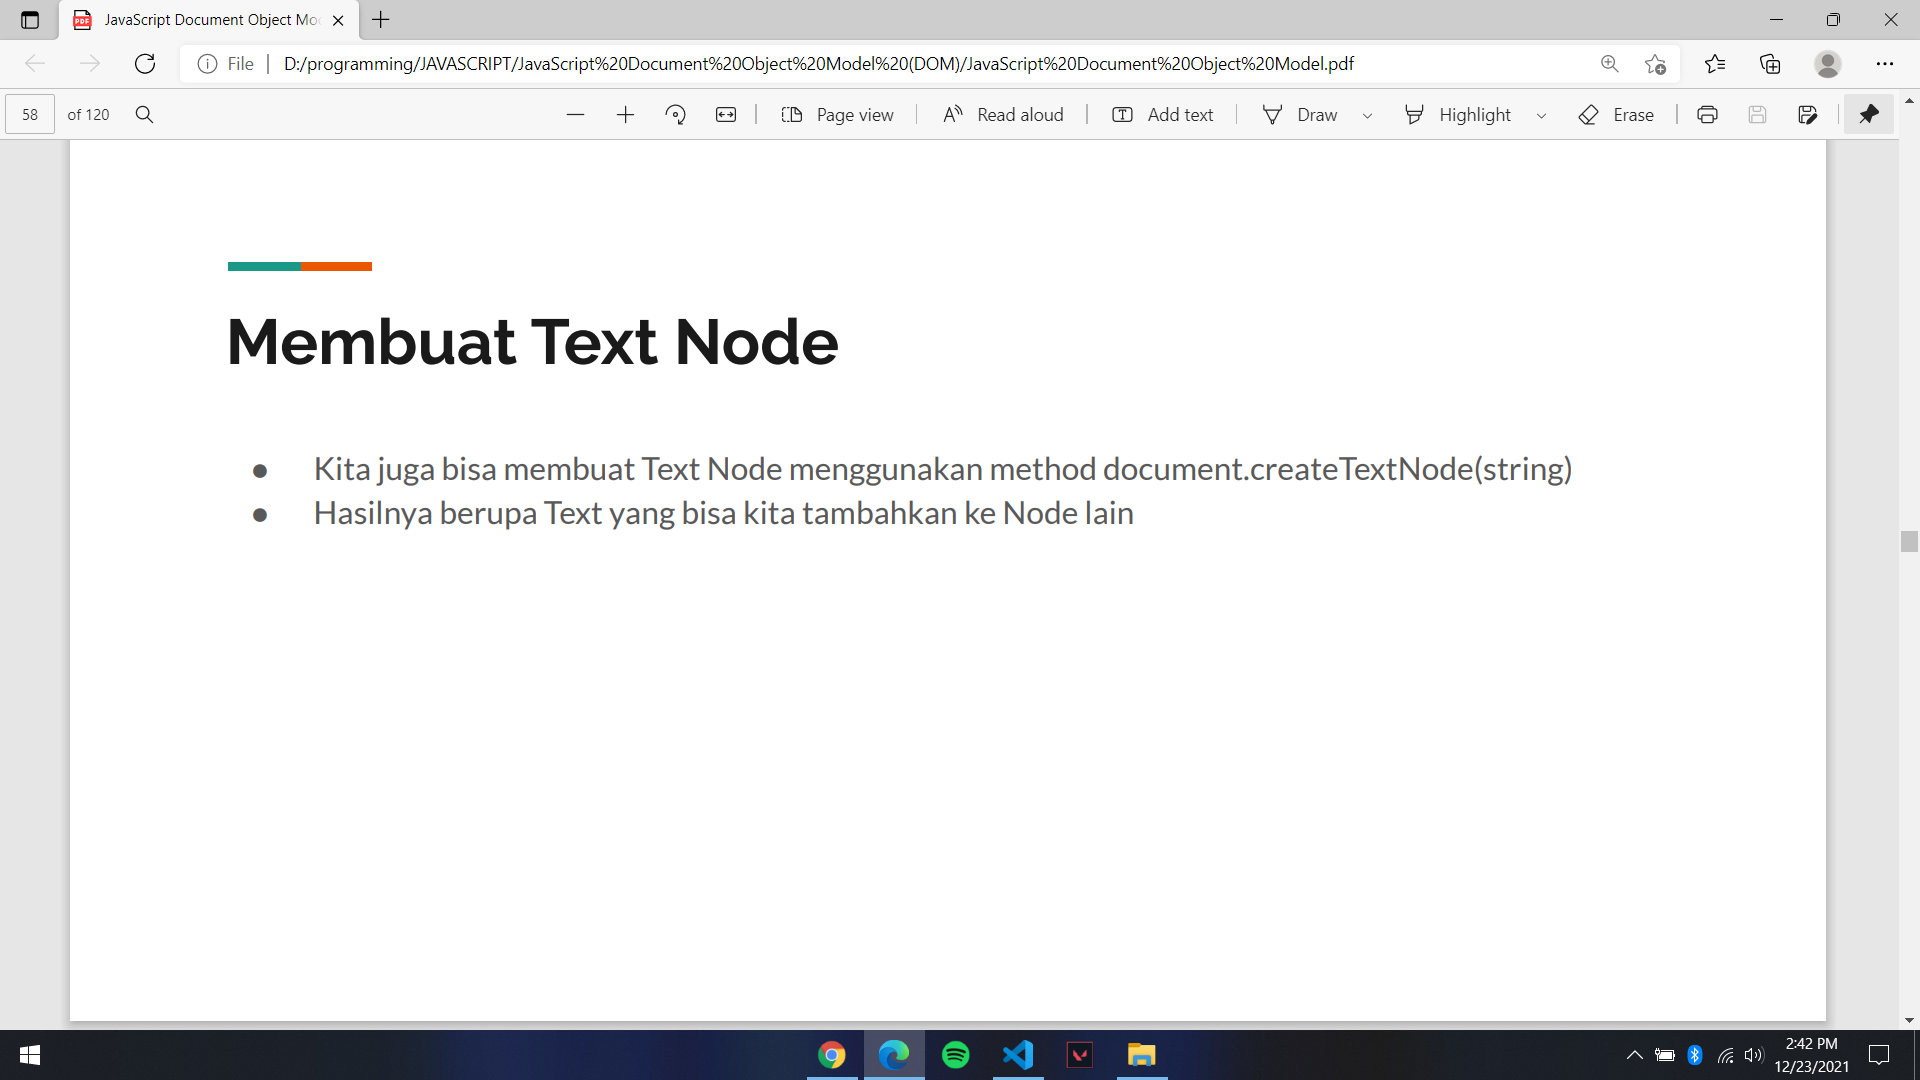 JavaScript Document Object Mo
File
D:/programming/JAVASCRIPT/JavaScript%20Document%20Object%20Model%20(DOM)/JavaScript%20Document%20Object%20Model.pdf
58 of 120
Page view
Read aloud
Add text
Draw
Highlight
Erase
Membuat Text Node
● Kita juga bisa membuat Text Node menggunakan method document.createTextNode(string)
● Hasilnya berupa Text yang bisa kita tambahkan ke Node lain
2:42 PM
12/23/2021